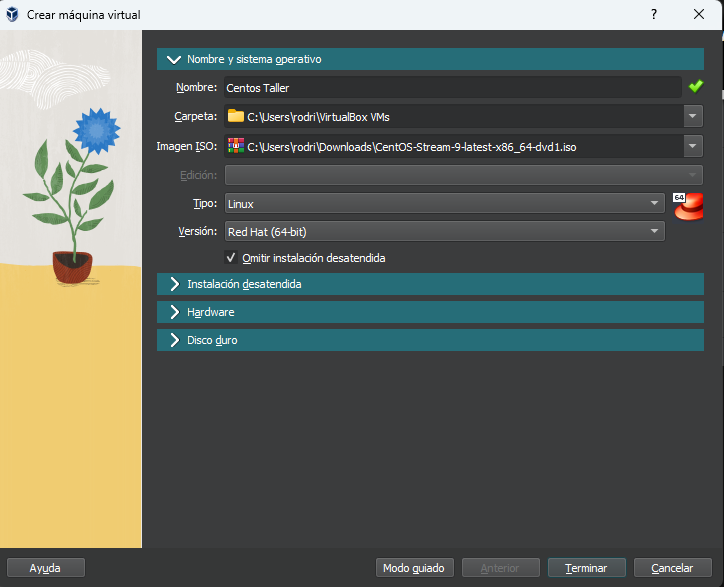 Crear máquina virtual
?
Nombre y sistema operativo
Nombre: Centos Taller
Carpeta: C:\Users\rodri\VirtualBox VMs
Imagen ISO: C:\Users\rodri\Downloads\CentOS-Stream-9-latest-x86_64-dvd1.iso
Edición:
Tipo: Linux
64
Versión: Red Hat (64-bit)
Omitir instalación desatendida
Instalación desatendida
Hardware
Disco duro
Ayuda Modo guiado Anterior Terminar Cancelar